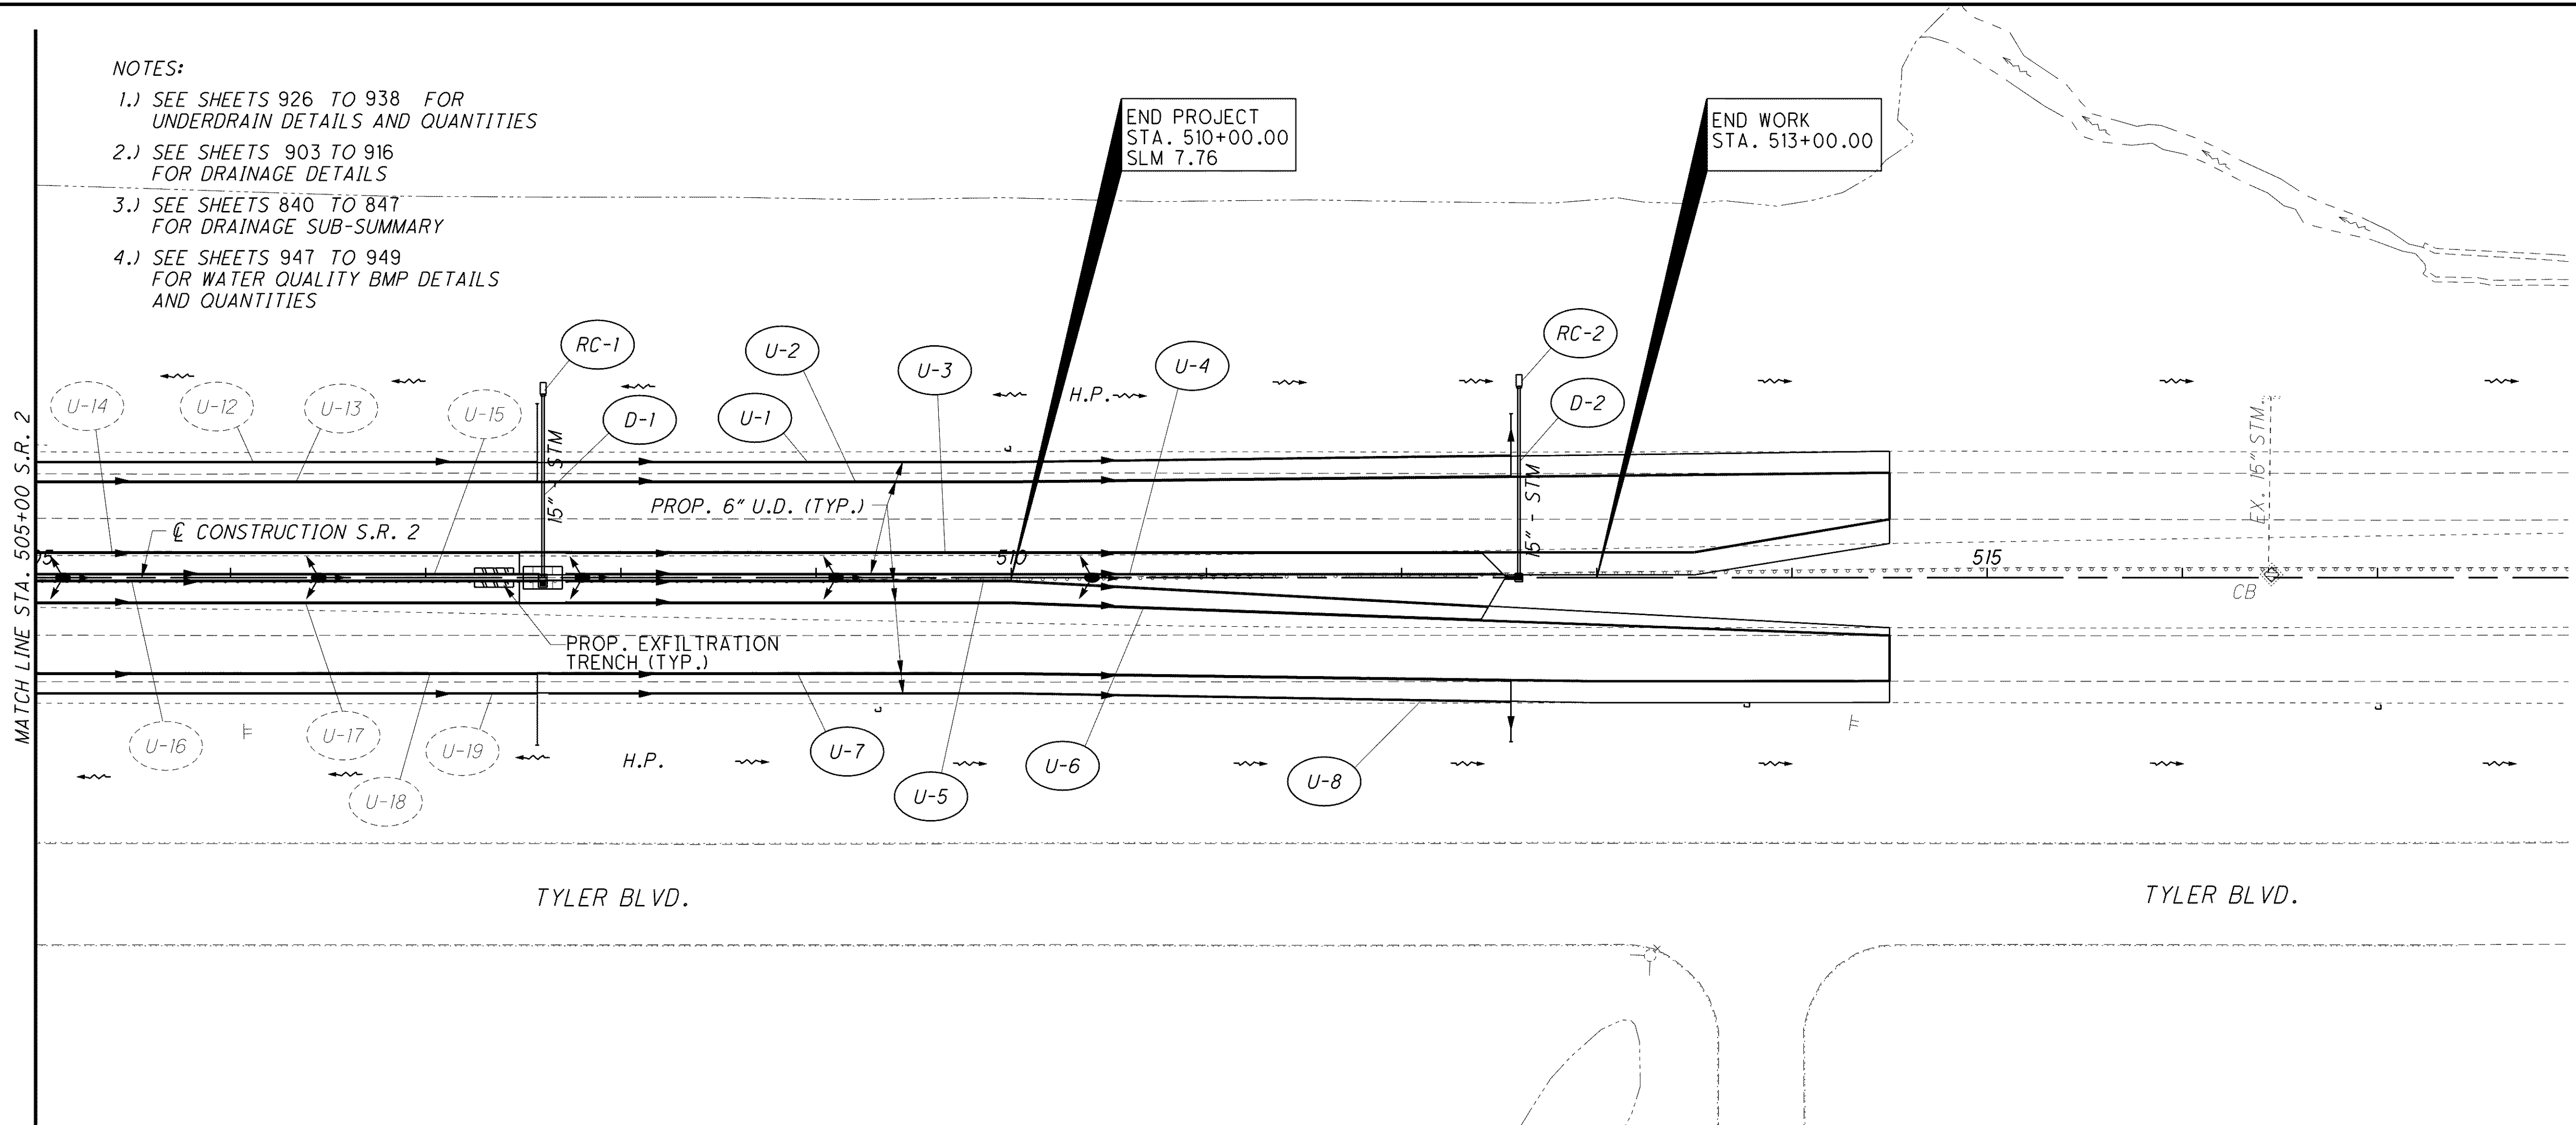 NOTES:
1.) SEE SHEETS 926 TO 938 FOR
UNDERDRAIN DETAILS AND QUANTITIES
2.) SEE SHEETS 903 TO 916
FOR DRAINAGE DETAILS
3.) SEE SHEETS 840 TO 847
FOR DRAINAGE SUB-SUMMARY
4.) SEE SHEETS 947 TO 949
FOR WATER QUALITY BMP DETAILS
AND QUANTITIES
END PROJECT
STA. 510+00.00
SLM 7.76
END WORK
STA. 513+00.00
RC-1
U-2
U-3
U-4
RC-2
H.P.
U-14
U-12
U-13
U-15
D-1
U-1
D-2
MATCH LINE STA. 505+00 S.R. 2
15" - STM
15" - STM
EX. 15" STM.
PROP. 6" U.D. (TYP.)
℄ CONSTRUCTION S.R. 2
05
510
515
CB
PROP. EXFILTRATION
TRENCH (TYP.)
U-16
U-17
U-19
U-18
H.P.
U-7
U-5
U-6
U-8
TYLER BLVD.
TYLER BLVD.